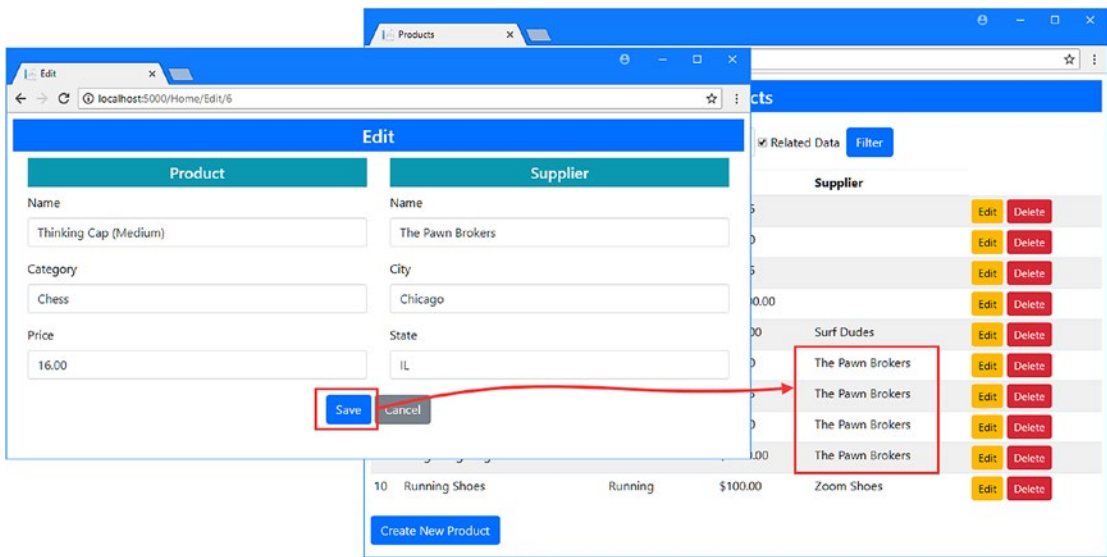 Products
Edit
localhost:5000/Home/Edit/6
Edit
Product
Supplier
Name
Thinking Cap (Medium)
Category
Chess
Price
16.00
Name
The Pawn Brokers
City
Chicago
State
IL
Save
Cancel
cts
Related Data
Filter
Supplier
Edit Delete
Edit Delete
Edit Delete
00.00 Edit Delete
00 Surf Dudes Edit Delete
The Pawn Brokers Edit Delete
The Pawn Brokers Edit Delete
The Pawn Brokers Edit Delete
.00 The Pawn Brokers Edit Delete
10 Running Shoes Running $100.00 Zoom Shoes Edit Delete
Create New Product